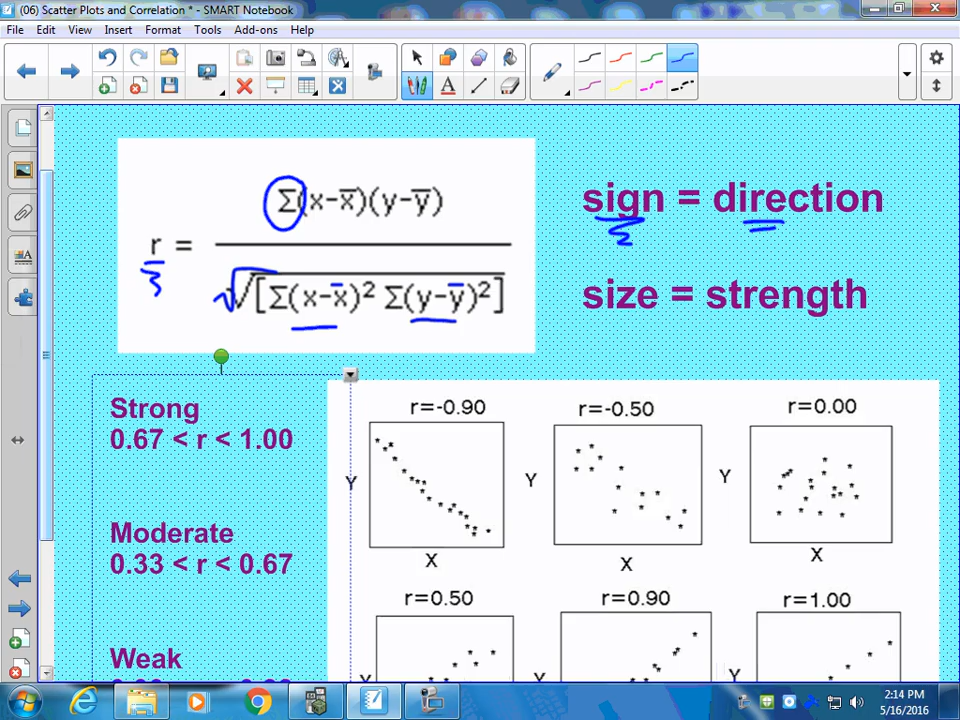 (06) Scatter Plots and Correlation * - SMART Notebook
File Edit View Insert Format Tools Add-ons Help
r = Σ(x-x̅)(y-y̅)
√[Σ(x-x̅)² Σ(y-y̅)²]
sign = direction
size = strength
Strong
0.67 < r < 1.00
Moderate
0.33 < r < 0.67
Weak
r=-0.90
r=-0.50
r=0.00
Y
Y
Y
X
X
X
r=0.50
r=0.90
r=1.00
Y
Y
Y
2:14 PM
5/16/2016